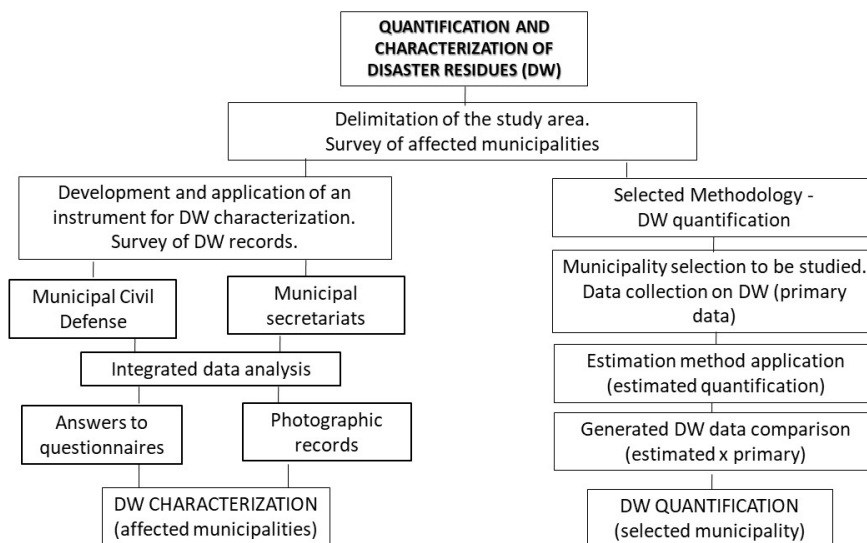 QUANTIFICATION AND
CHARACTERIZATION OF
DISASTER RESIDUES (DW)
Delimitation of the study area.
Survey of affected municipalities
Development and application of an
instrument for DW characterization.
Survey of DW records.
Municipal Civil
Defense
Municipal
secretariats
Integrated data analysis
Answers to
questionnaires
Photographic
records
DW CHARACTERIZATION
(affected municipalities)
Selected Methodology -
DW quantification
Municipality selection to be studied.
Data collection on DW (primary
data)
Estimation method application
(estimated quantification)
Generated DW data comparison
(estimated x primary)
DW QUANTIFICATION
(selected municipality)